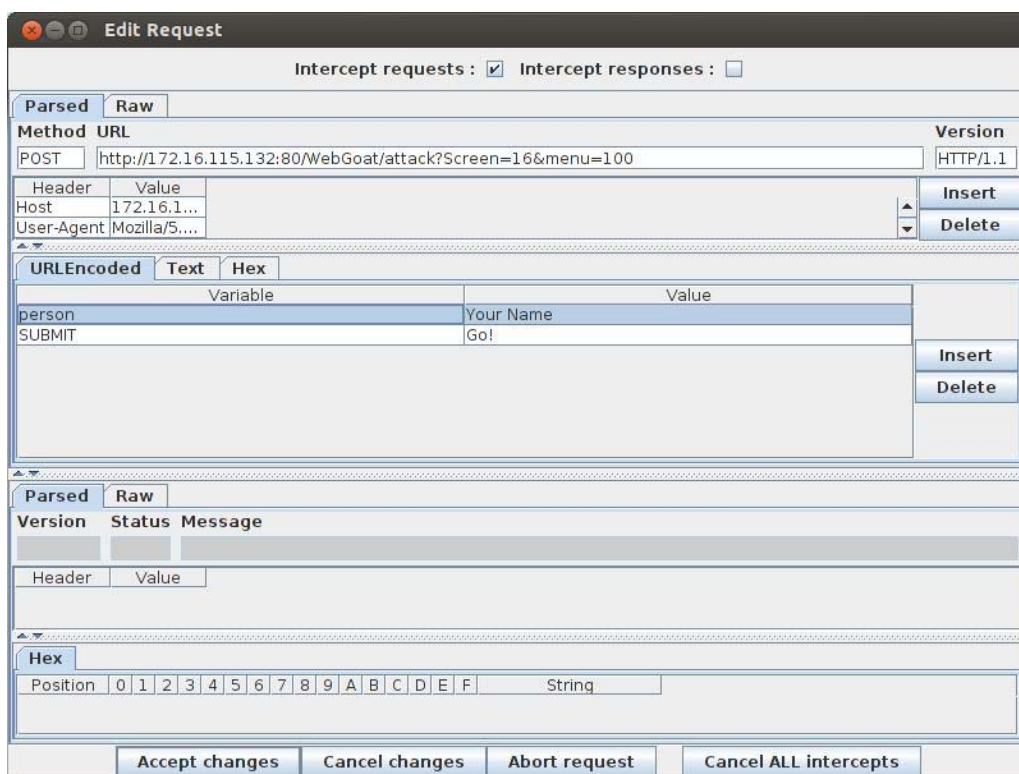 Edit Request
Intercept requests : Intercept responses :
Parsed Raw
Method URL Version
POST http://172.16.115.132:80/WebGoat/attack?Screen=16&menu=100 HTTP/1.1
Header Value
Insert
Host 172.16.1...
User-Agent Mozilla/5....
Delete
URLEncoded Text Hex
Variable Value
person Your Name
SUBMIT Go!
Insert
Delete
Parsed Raw
Version Status Message
Header Value
Hex
Position 0 1 2 3 4 5 6 7 8 9 A B C D E F String
Accept changes Cancel changes Abort request Cancel ALL intercepts